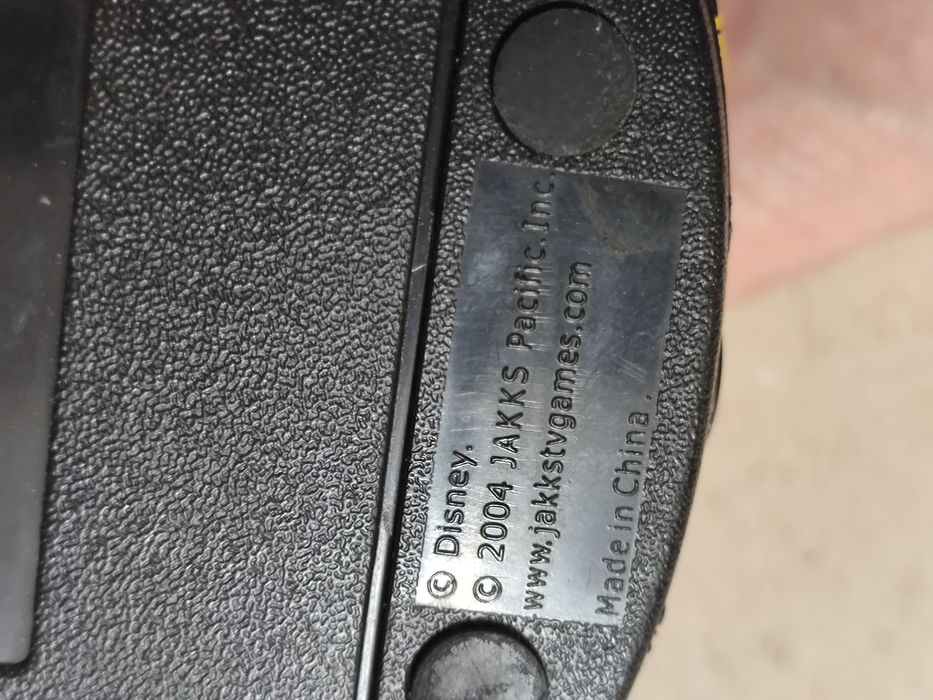 © Disney.
© 2004 JAKKS Pacific. Inc.
www.jakkstvgames.com
Made in China.